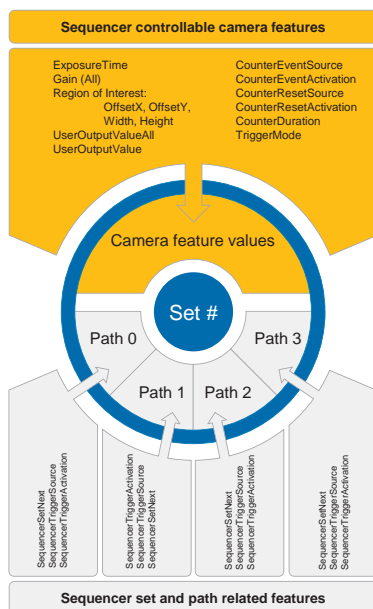 Sequencer controllable camera features
ExposureTime
Gain (All)
Region of Interest:
OffsetX, OffsetY,
Width, Height
UserOutputValueAll
UserOutputValue
CounterEventSource
CounterEventActivation
CounterResetSource
CounterResetActivation
CounterDuration
TriggerMode
Camera feature values
Set #
Path 0
Path 1
Path 2
Path 3
SequencerSetNext
SequencerTriggerSource
SequencerTriggerActivation
SequencerTriggerActivation
SequencerTriggerSource
SequencerSetNext
SequencerSetNext
SequencerTriggerSource
SequencerTriggerActivation
SequencerSetNext
SequencerTriggerSource
SequencerTriggerActivation
Sequencer set and path related features